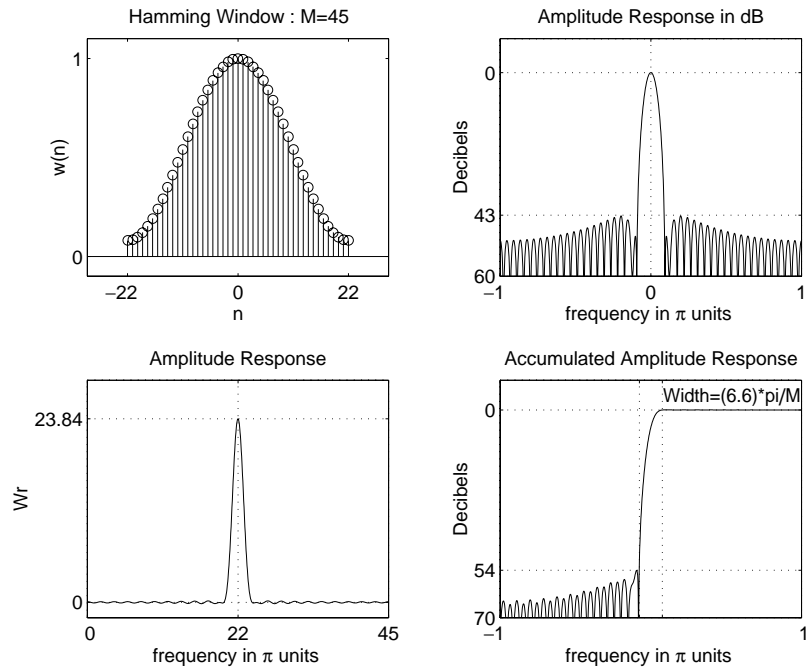 Hamming Window : M=45
1
w(n)
0
−22
0
22
n
Amplitude Response in dB
0
Decibels
43
60
−1
0
1
frequency in π units
Amplitude Response
23.84
Wr
0
0
22
45
frequency in π units
Accumulated Amplitude Response
Width=(6.6)*pi/M
0
Decibels
54
70
−1
1
frequency in π units